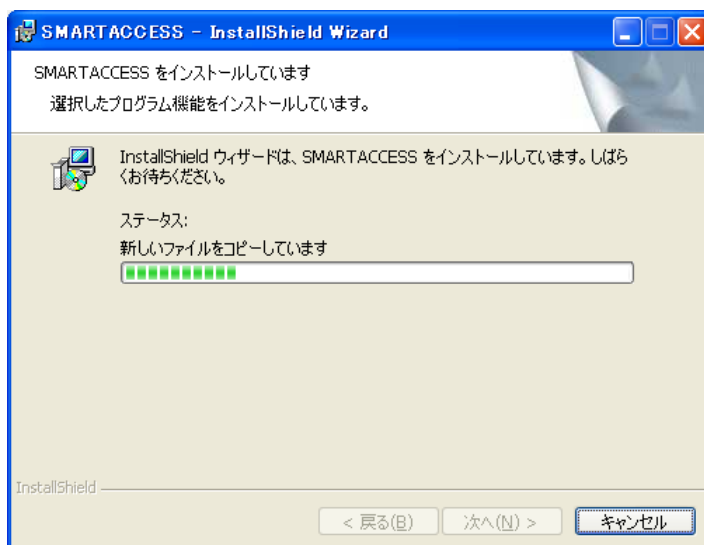 SMARTACCESS - InstallShield Wizard
SMARTACCESS をインストールしています
選択したプログラム機能をインストールしています。
InstallShield ウィザードは、SMARTACCESS をインストールしています。しばら
くお待ちください。
ステータス:
新しいファイルをコピーしています
InstallShield
< 戻る(B) 次へ(N) > キャンセル